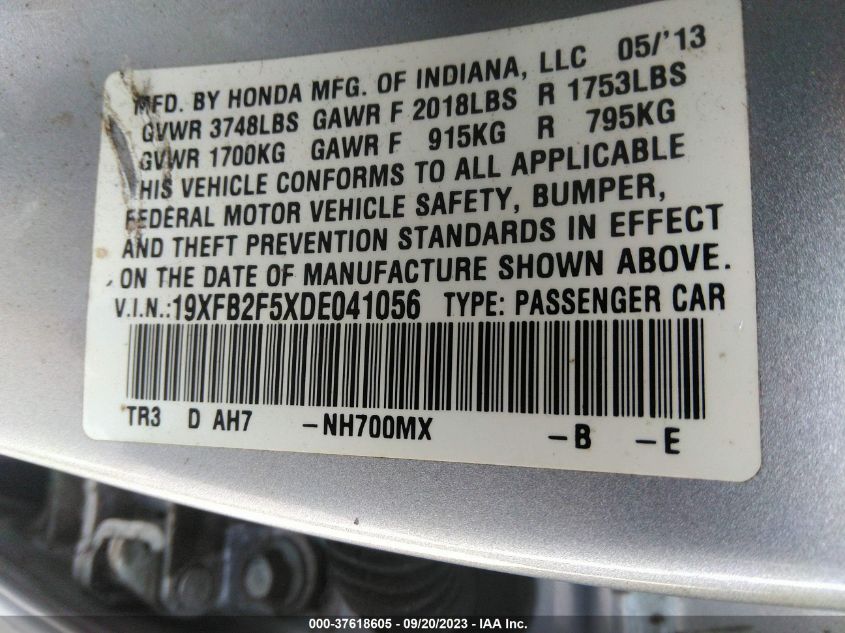 MFD. BY HONDA MFG. OF INDIANA, LLC 05/'13
GVWR 3748LBS GAWR F 2018LBS R 1753LBS
GVWR 1700KG GAWR F 915KG R 795KG
THIS VEHICLE CONFORMS TO ALL APPLICABLE
FEDERAL MOTOR VEHICLE SAFETY, BUMPER,
AND THEFT PREVENTION STANDARDS IN EFFECT
ON THE DATE OF MANUFACTURE SHOWN ABOVE.
V.I.N.:19XFB2F5XDE041056 TYPE: PASSENGER CAR
TR3 D AH7 -NH700MX -B -E
000-37618605 - 09/20/2023 - IAA Inc.